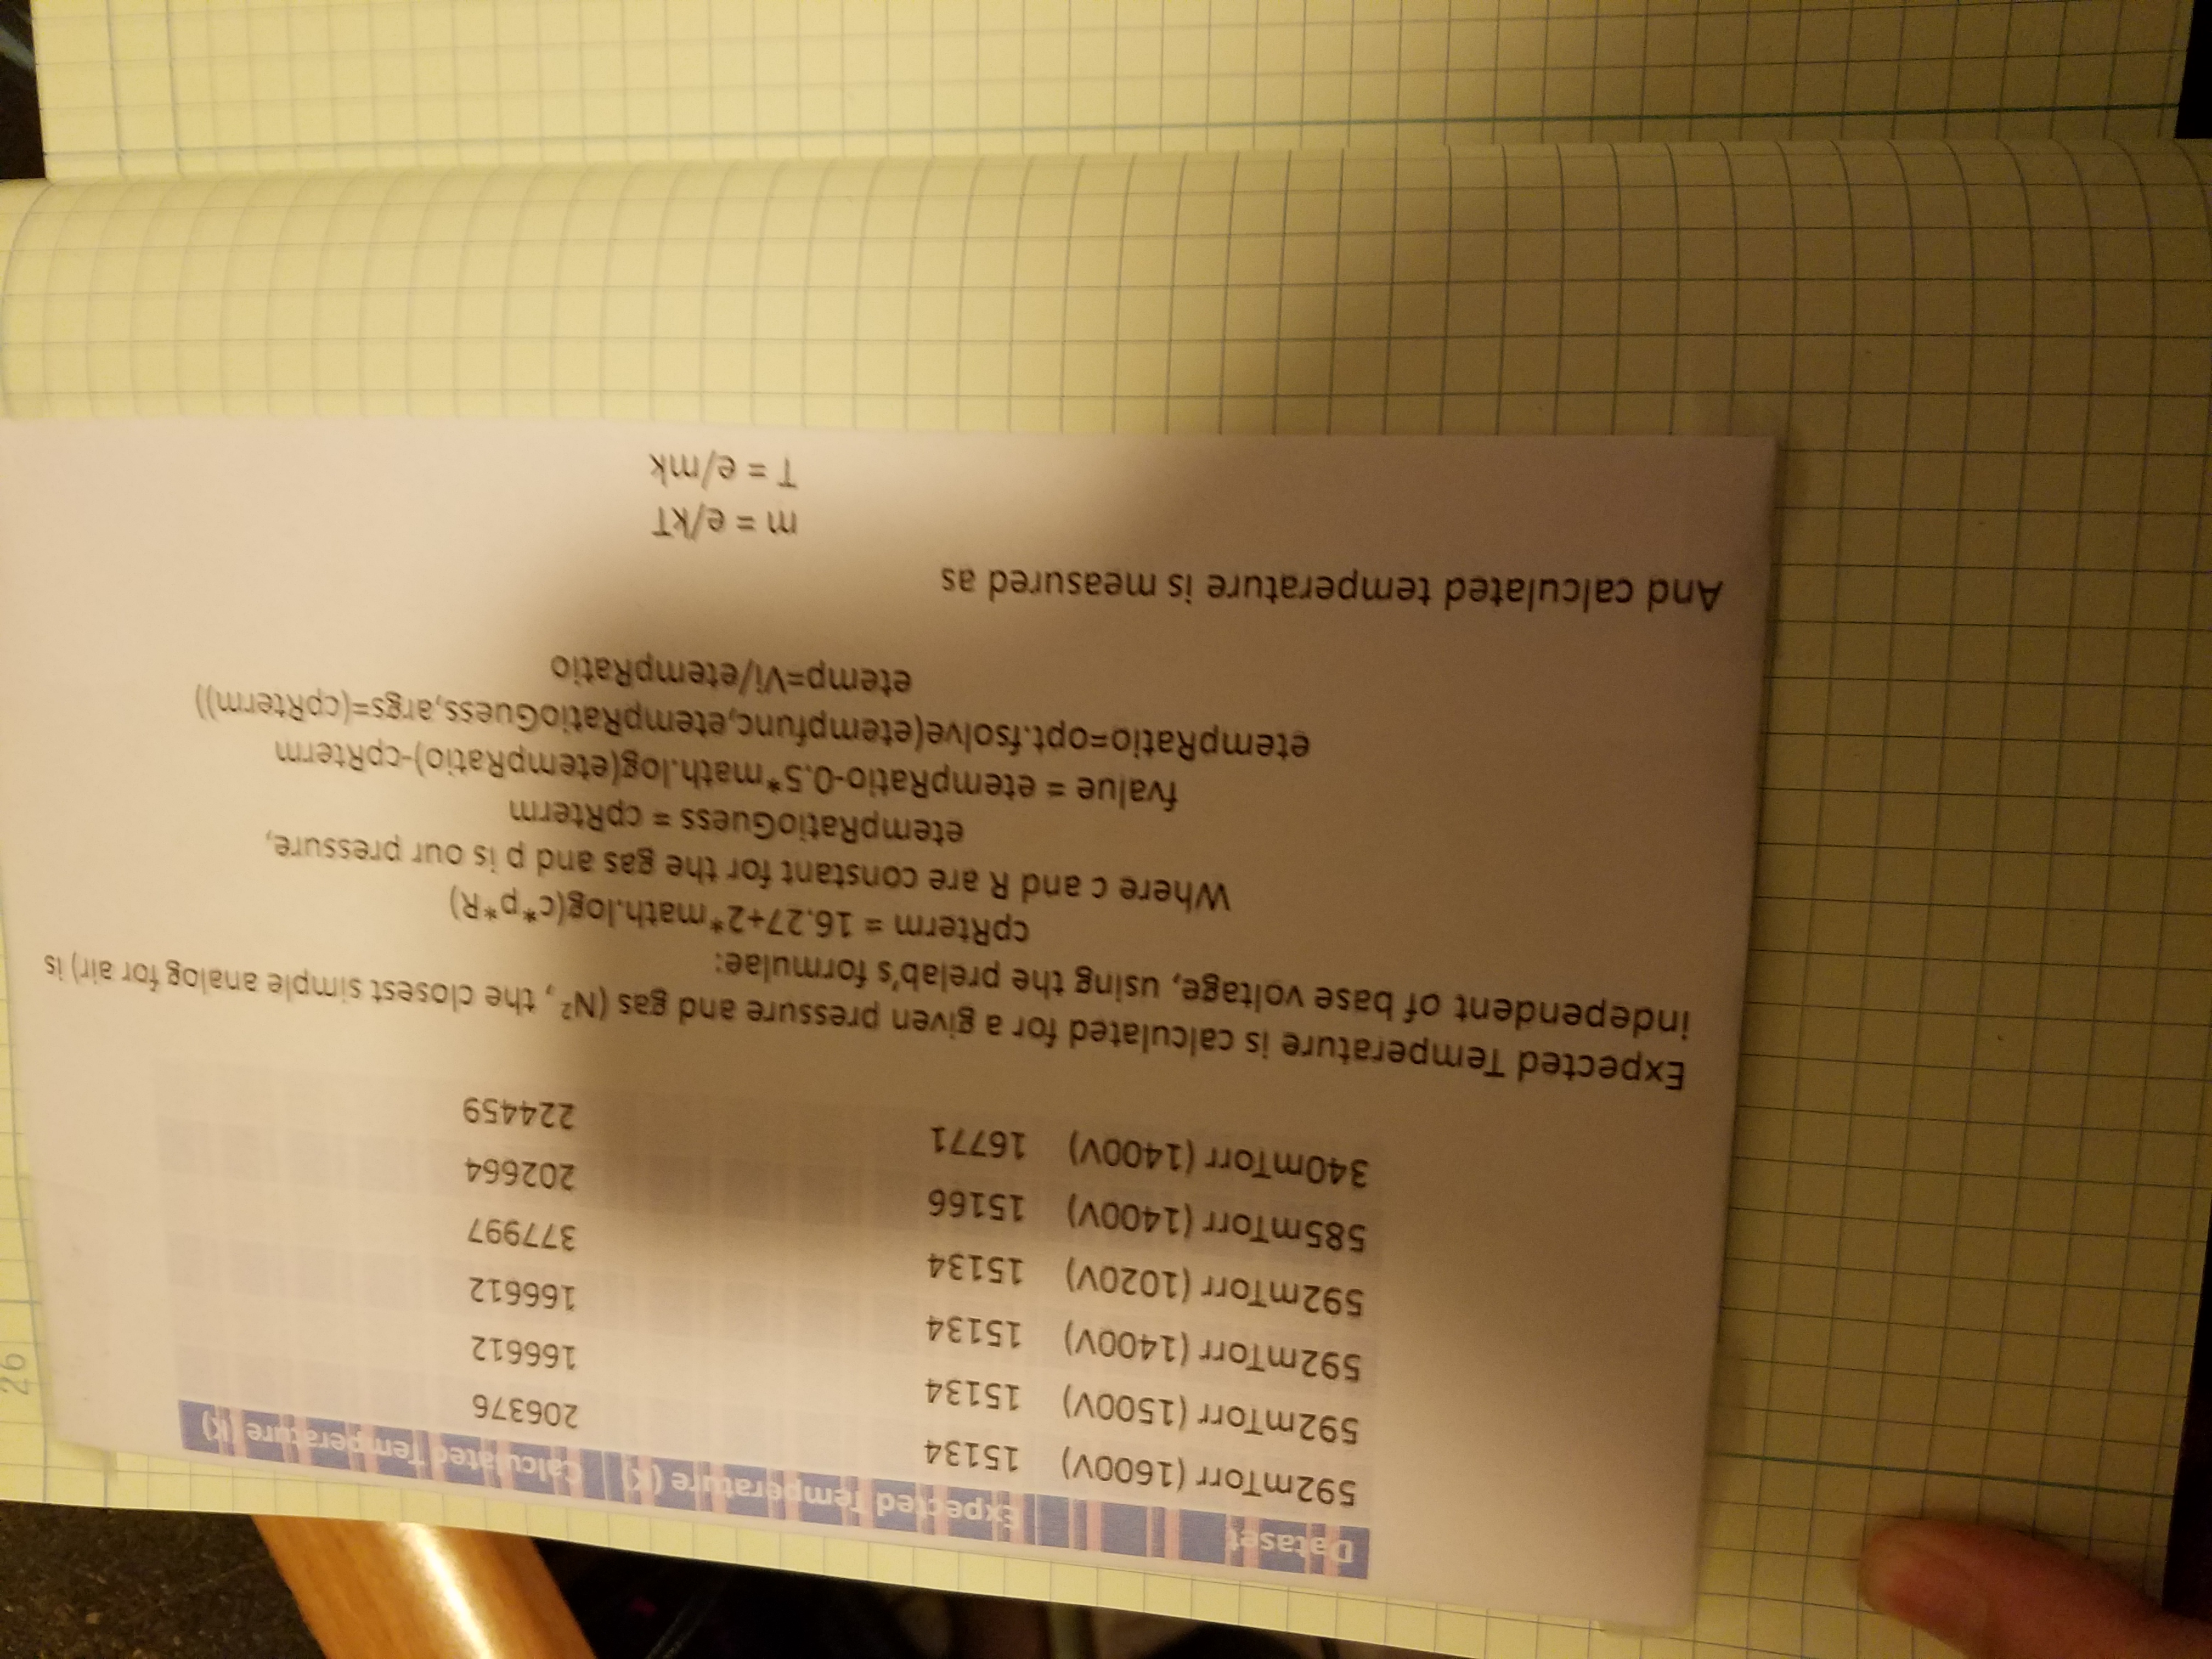 26
Dataset Expected Temperature (k) Calculated Temperature (k)
592mTorr (1600V) 15134 206376
592mTorr (1500V) 15134 166612
592mTorr (1400V) 15134 166612
592mTorr (1020V) 15134 377997
585mTorr (1400V) 15166 202664
340mTorr (1400V) 16771 224459
Expected Temperature is calculated for a given pressure and gas (N², the closest simple analog for air) is
independent of base voltage, using the prelab's formulae:
cpRterm = 16.27+2*math.log(c*p*R)
Where c and R are constant for the gas and p is our pressure,
etempRatioGuess = cpRterm
fvalue = etempRatio-0.5*math.log(etempRatio)-cpRterm
etempRatio=opt.fsolve(etempfunc,etempRatioGuess,args=(cpRterm))
etemp=Vi/etempRatio
And calculated temperature is measured as
m = e/kT
T = e/mk